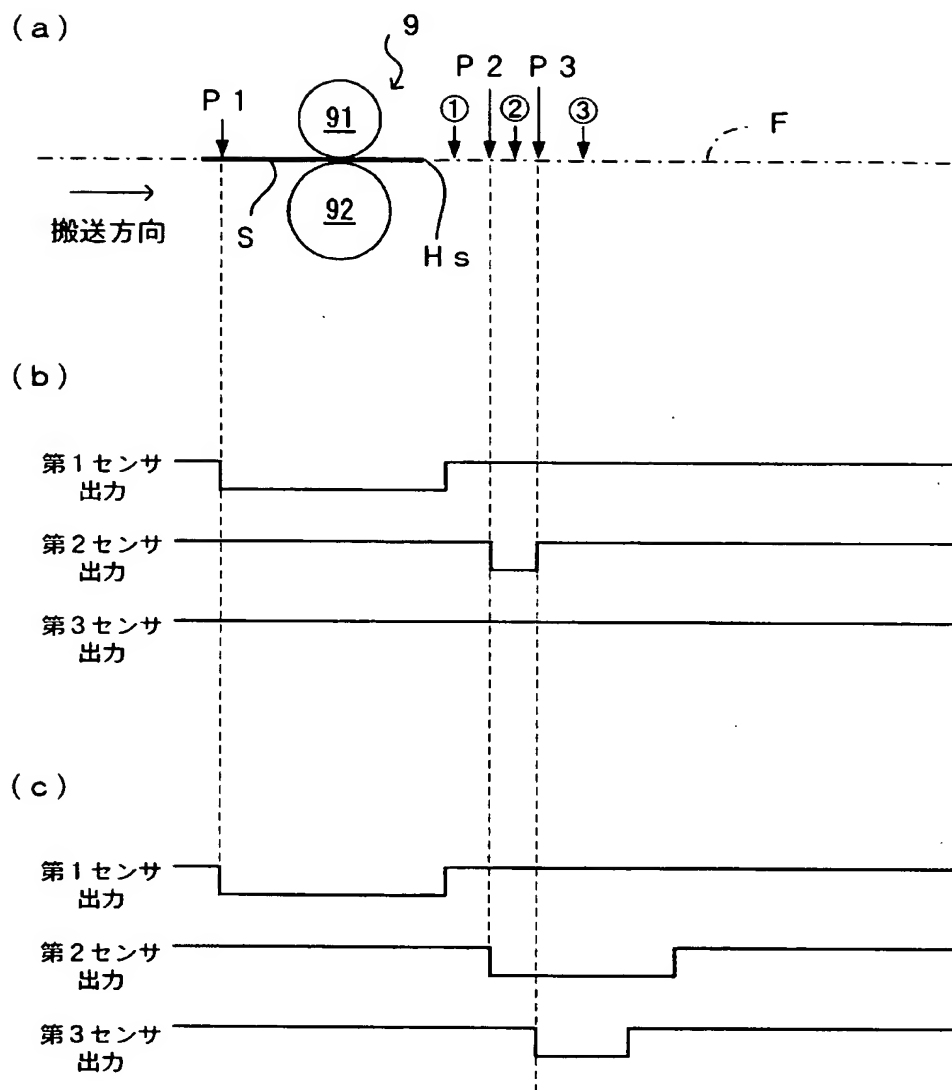 (a)
9
P1
91
①
P2
②
P3
③
F
92
搬送方向
S
Hs
(b)
第1センサ
出力
第2センサ
出力
第3センサ
出力
(c)
第1センサ
出力
第2センサ
出力
第3センサ
出力